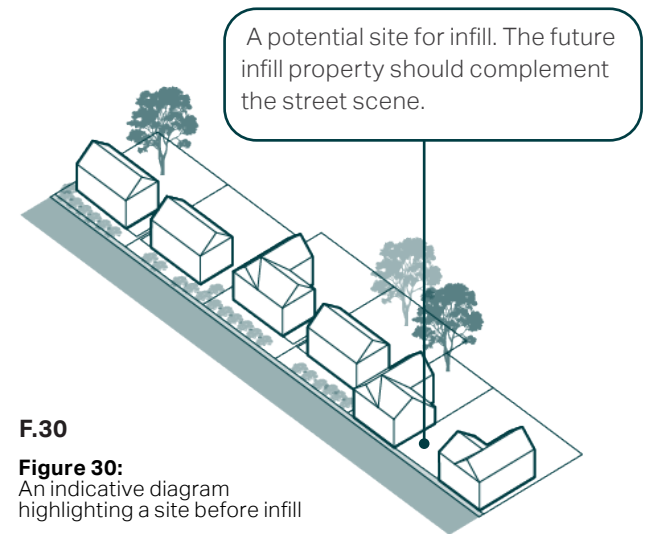 A potential site for infill. The future
infill property should complement
the street scene.
F.30
Figure 30:
An indicative diagram
highlighting a site before infill